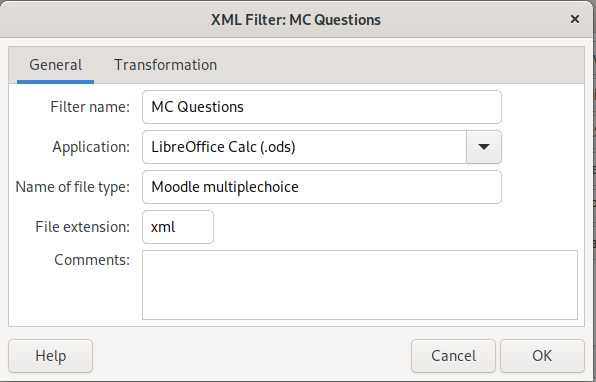 XML Filter: MC Questions
General Transformation
Filter name: MC Questions
Application: LibreOffice Calc (.ods)
Name of file type: Moodle multiplechoice
File extension: xml
Comments:
Help Cancel OK